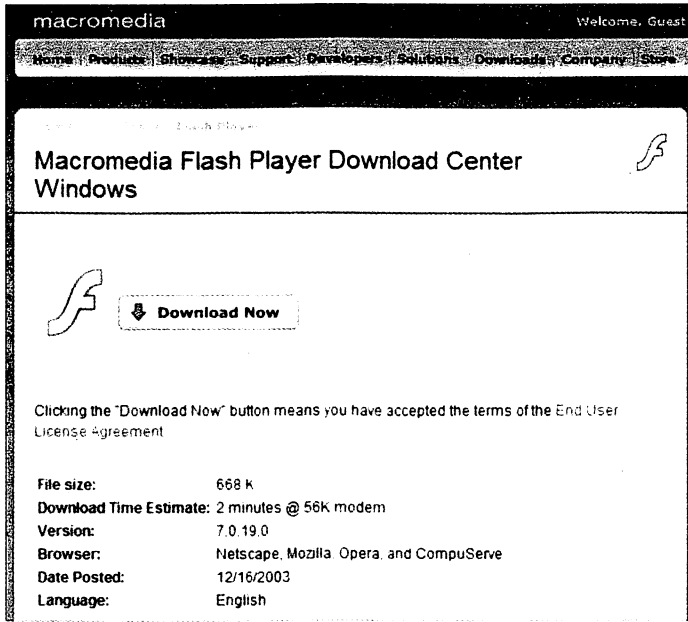 macromedia
Welcome, Guest
Home Products Showcase Support Developers Solutions Downloads Company Store
Flash Player
Macromedia Flash Player Download Center
Windows
Download Now
Clicking the "Download Now" button means you have accepted the terms of the End User
License Agreement
File size: 668 K
Download Time Estimate: 2 minutes @ 56K modem
Version: 7.0.19.0
Browser: Netscape, Mozilla, Opera, and CompuServe
Date Posted: 12/16/2003
Language: English